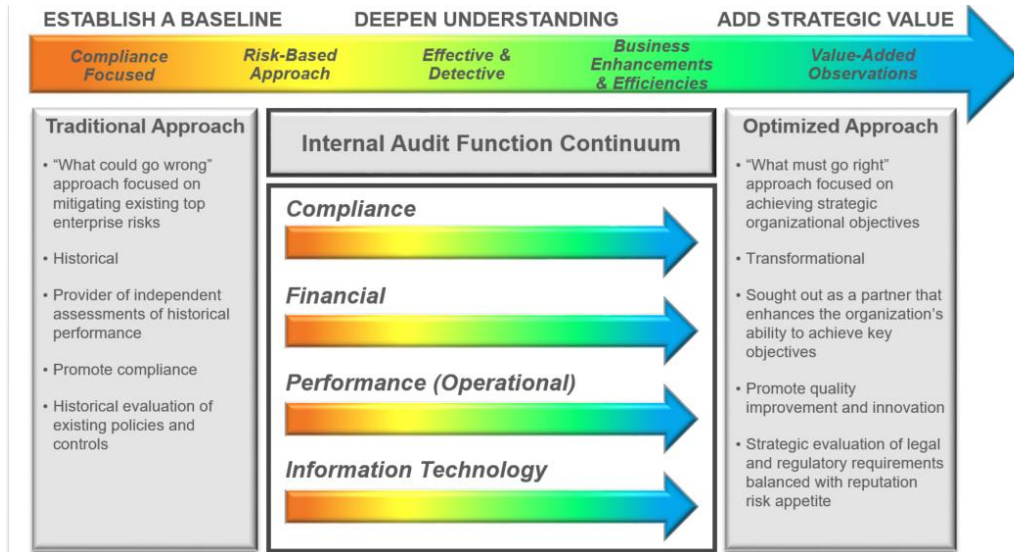 ESTABLISH A BASELINE
DEEPEN UNDERSTANDING
ADD STRATEGIC VALUE
Compliance
Focused
Risk-Based
Approach
Effective &
Detective
Business
Enhancements
& Efficiencies
Value-Added
Observations
Traditional Approach
• “What could go wrong”
approach focused on
mitigating existing top
enterprise risks
• Historical
• Provider of independent
assessments of historical
performance
• Promote compliance
• Historical evaluation of
existing policies and
controls
Internal Audit Function Continuum
Compliance
Financial
Performance (Operational)
Information Technology
Optimized Approach
• “What must go right”
approach focused on
achieving strategic
organizational objectives
• Transformational
• Sought out as a partner that
enhances the organization’s
ability to achieve key
objectives
• Promote quality
improvement and innovation
• Strategic evaluation of legal
and regulatory requirements
balanced with reputation
risk appetite